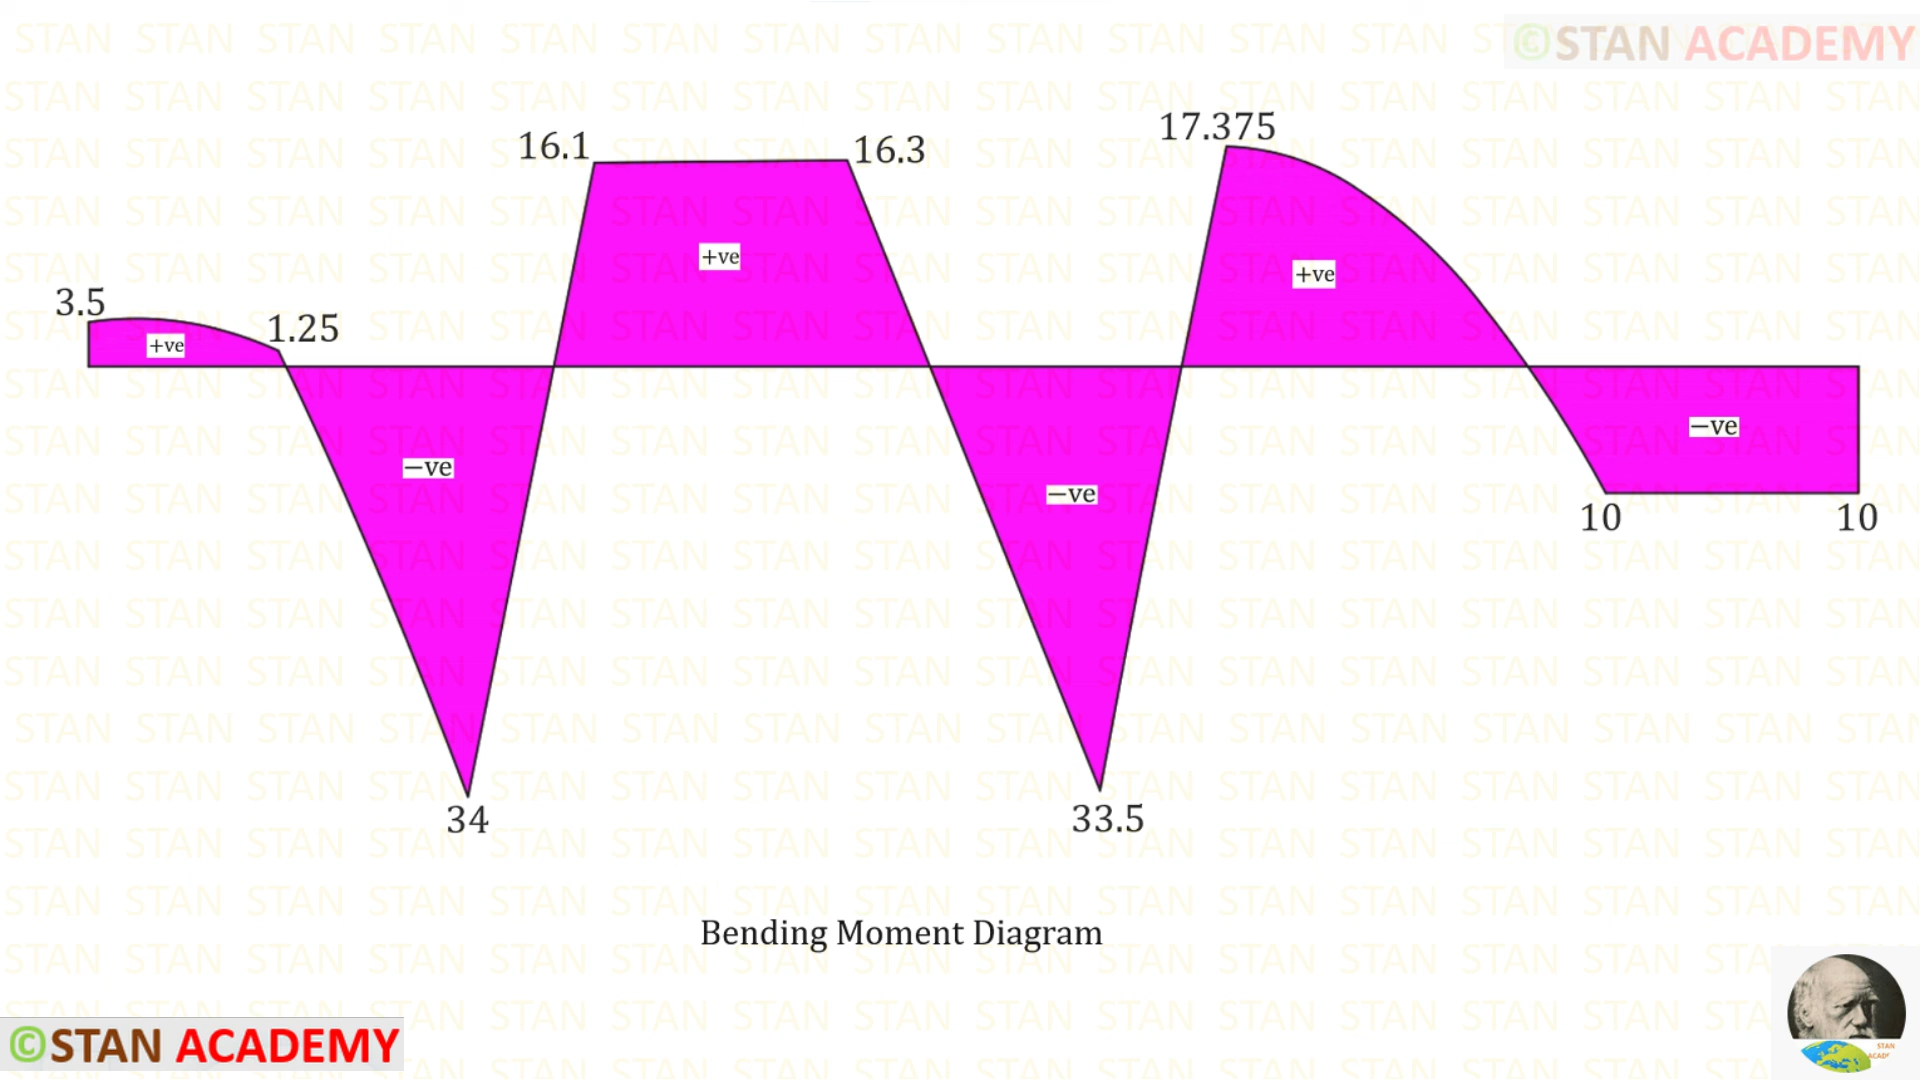 ©STAN ACADEMY
17.375
16.1
16.3
+ve
+ve
3.5
1.25
+ve
−ve
−ve
−ve
10
10
34
33.5
Bending Moment Diagram
©STAN ACADEMY
STAN